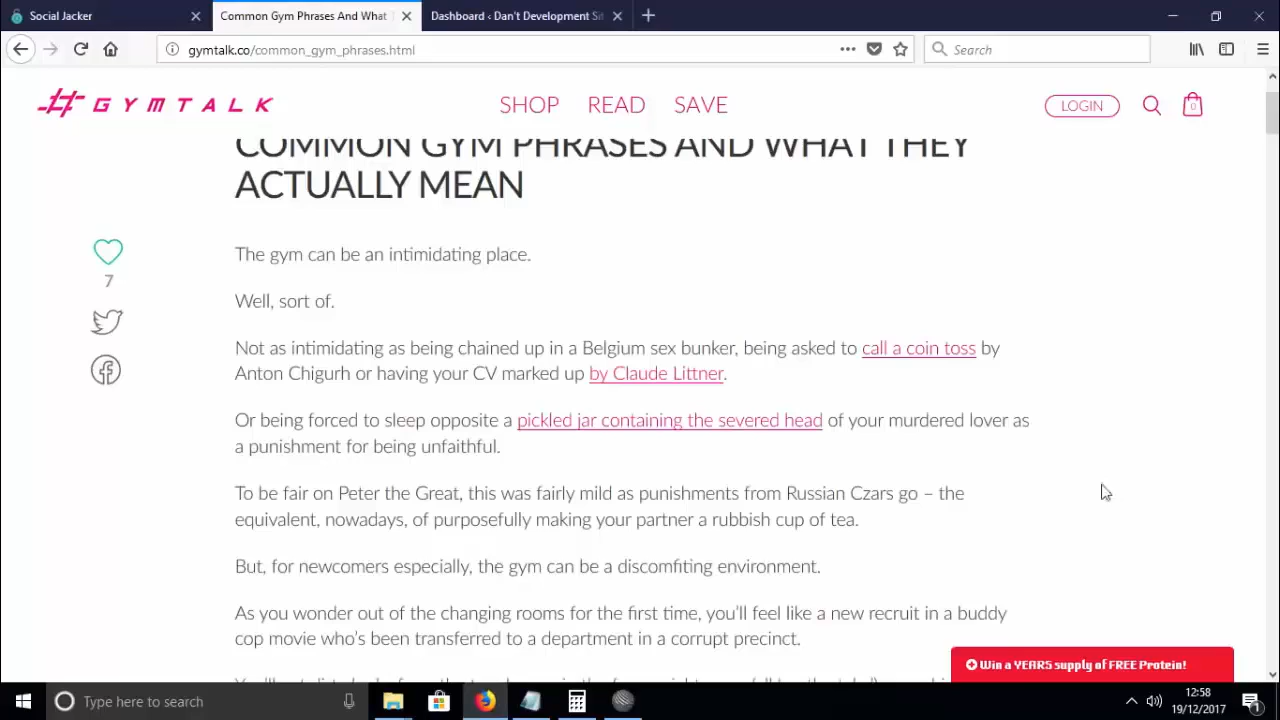 Social Jacker
Common Gym Phrases And What
Dashboard ‹ Dan't Development Sit
gymtalk.co/common_gym_phrases.html
Search
#GYMTALK
SHOP READ SAVE
LOGIN
0
COMMON GYM PHRASES AND WHAT THEY
ACTUALLY MEAN
7
The gym can be an intimidating place.
Well, sort of.
Not as intimidating as being chained up in a Belgium sex bunker, being asked to call a coin toss by
Anton Chigurh or having your CV marked up by Claude Littner.
Or being forced to sleep opposite a pickled jar containing the severed head of your murdered lover as
a punishment for being unfaithful.
To be fair on Peter the Great, this was fairly mild as punishments from Russian Czars go – the
equivalent, nowadays, of purposefully making your partner a rubbish cup of tea.
But, for newcomers especially, the gym can be a discomfiting environment.
As you wonder out of the changing rooms for the first time, you'll feel like a new recruit in a buddy
cop movie who's been transferred to a department in a corrupt precinct.
Win a YEARS supply of FREE Protein!
Type here to search
12:58
19/12/2017
1